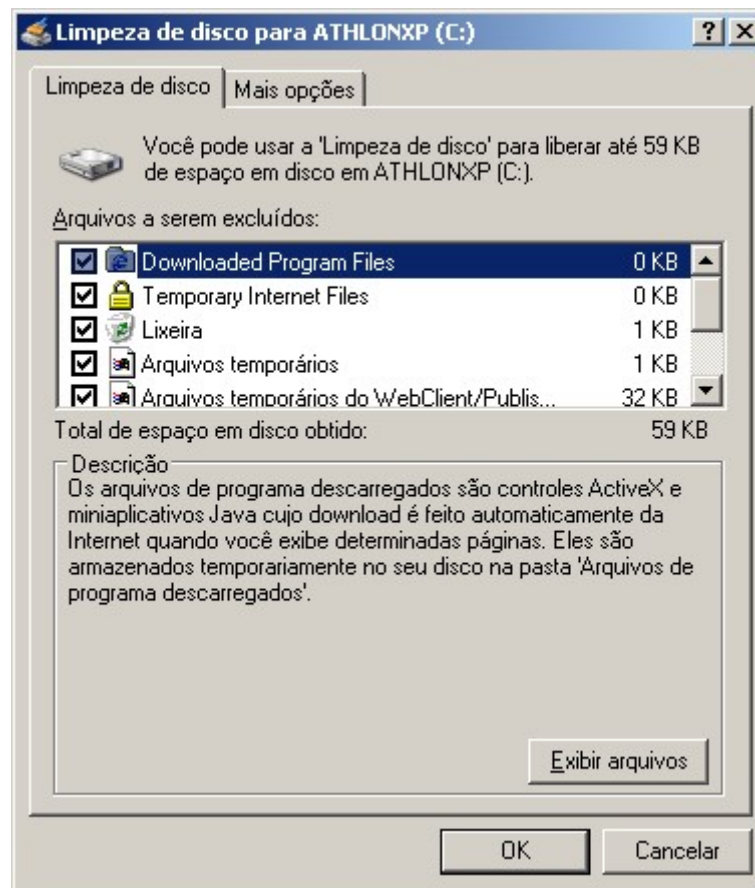 Limpeza de disco para ATHLONXP (C:)
Limpeza de disco
Mais opções
Você pode usar a 'Limpeza de disco' para liberar até 59 KB
de espaço em disco em ATHLONXP (C:).
Arquivos a serem excluídos:
Downloaded Program Files 0 KB
Temporary Internet Files 0 KB
Lixeira 1 KB
Arquivos temporários 1 KB
Arquivos temporários do WebClient/Publis... 32 KB
Total de espaço em disco obtido: 59 KB
Descrição
Os arquivos de programa descarregados são controles ActiveX e
miniaplicativos Java cujo download é feito automaticamente da
Internet quando você exibe determinadas páginas. Eles são
armazenados temporariamente no seu disco na pasta 'Arquivos de
programa descarregados'.
Exibir arquivos
OK Cancelar